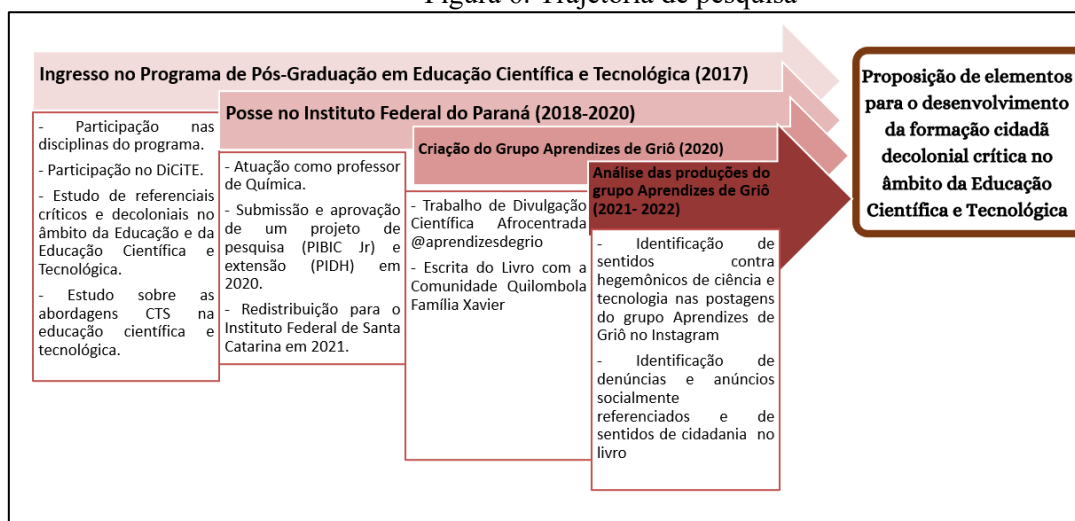 Figura 6: Trajetória de pesquisa
Ingresso no Programa de Pós-Graduação em Educação Científica e Tecnológica (2017)
- Participação nas
disciplinas do programa.
- Participação no DiCiTE.
- Estudo de referenciais
críticos e decoloniais no
âmbito da Educação e da
Educação Científica e
Tecnológica.
- Estudo sobre as
abordagens CTS na
educação científica e
tecnológica.
Posse no Instituto Federal do Paraná (2018-2020)
- Atuação como professor
de Química.
- Submissão e aprovação
de um projeto de
pesquisa (PIBIC Jr) e
extensão (PIDH) em
2020.
- Redistribuição para o
Instituto Federal de Santa
Catarina em 2021.
Criação do Grupo Aprendizes de Griô (2020)
- Trabalho de Divulgação
Científica Afrocentrada
@aprendizesdegrio
- Escrita do Livro com a
Comunidade Quilombola
Família Xavier
Análise das produções do
grupo Aprendizes de Griô
(2021- 2022)
- Identificação de
sentidos contra
hegemônicos de ciência e
tecnologia nas postagens
do grupo Aprendizes de
Griô no Instagram
- Identificação de
denúncias e anúncios
socialmente
referenciados e de
sentidos de cidadania no
livro
Proposição de elementos
para o desenvolvimento
da formação cidadã
decolonial crítica no
âmbito da Educação
Científica e Tecnológica